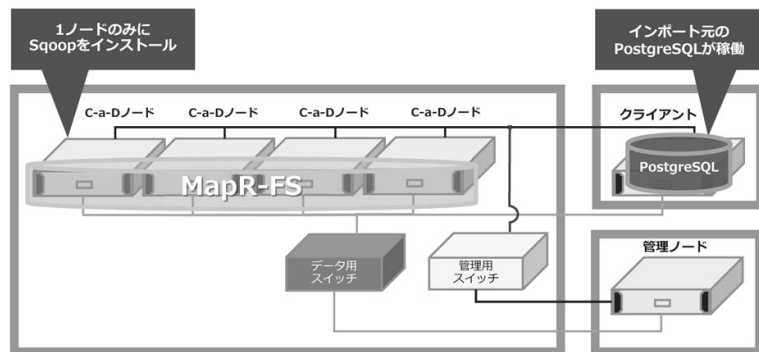 1ノードのみに
Sqoopをインストール
インポート元の
PostgreSQLが稼働
C-a-Dノード
C-a-Dノード
C-a-Dノード
C-a-Dノード
クライアント
MapR-FS
PostgreSQL
データ用
スイッチ
管理用
スイッチ
管理ノード